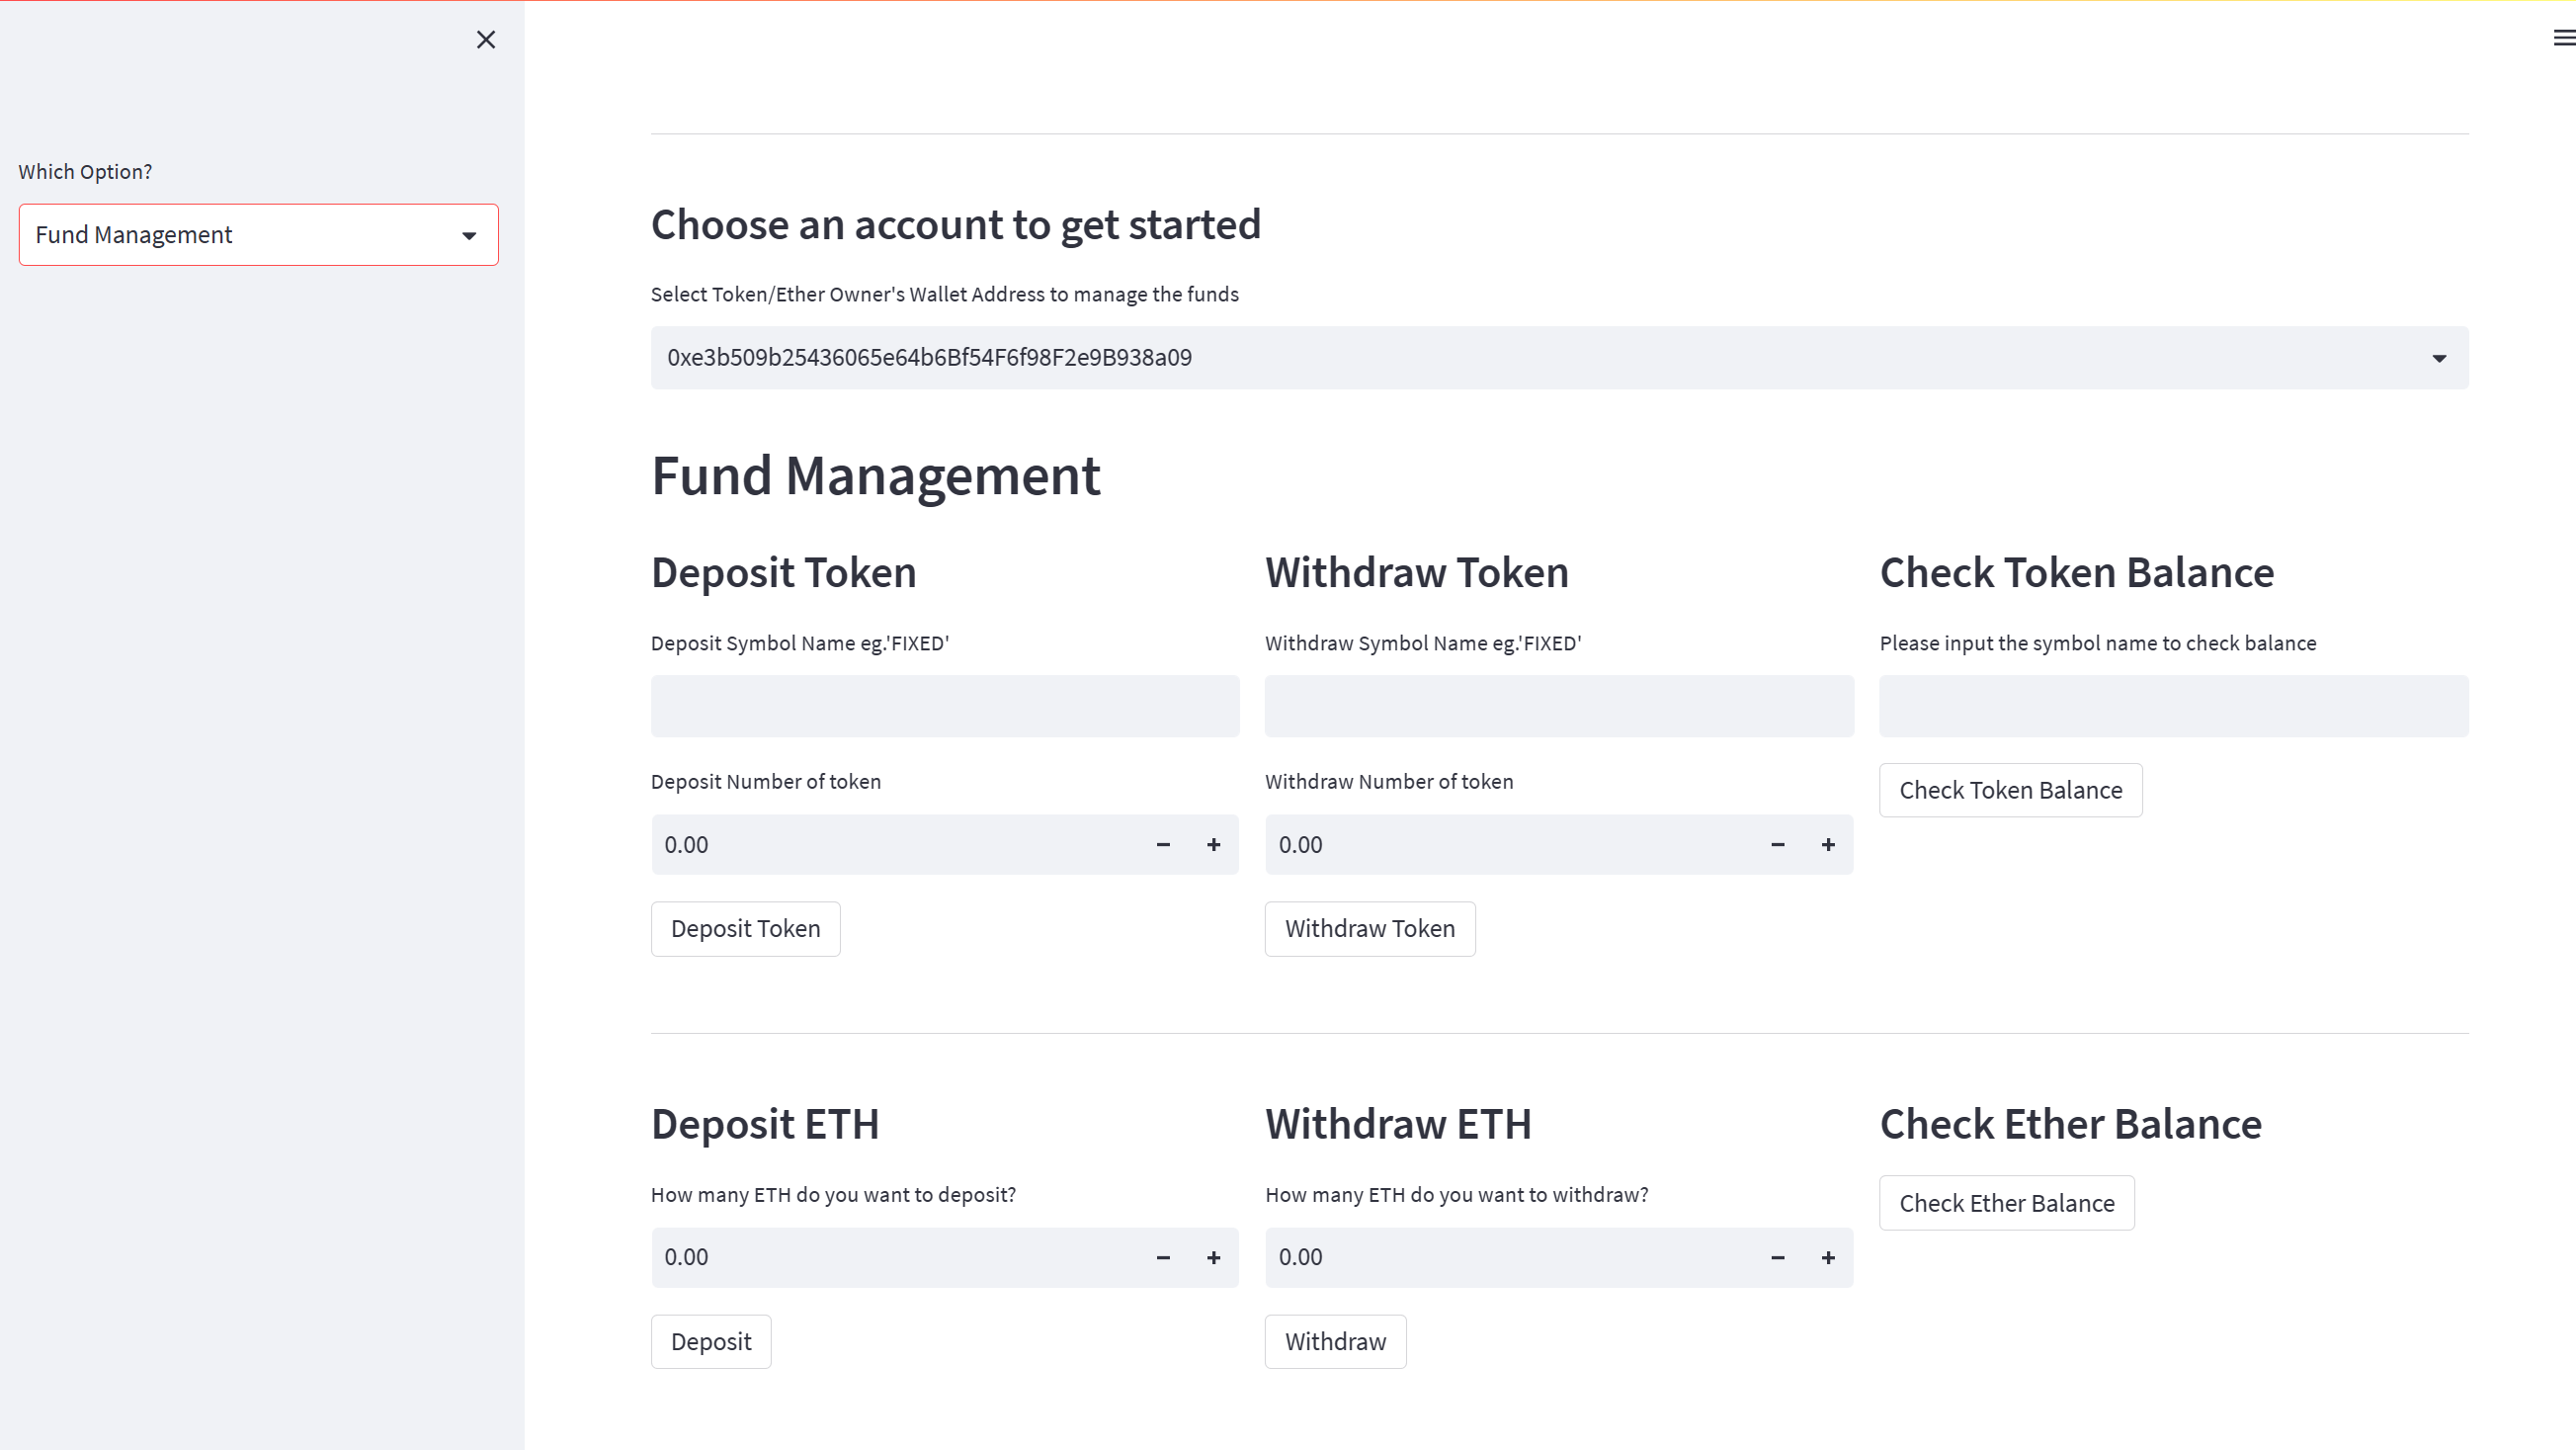 Which Option?
Fund Management
Choose an account to get started
Select Token/Ether Owner's Wallet Address to manage the funds
0xe3b509b25436065e64b6Bf54F6f98F2e9B938a09
Fund Management
Deposit Token
Deposit Symbol Name eg.'FIXED'
Deposit Number of token
0.00
Deposit Token
Withdraw Token
Withdraw Symbol Name eg.'FIXED'
Withdraw Number of token
0.00
Withdraw Token
Check Token Balance
Please input the symbol name to check balance
Check Token Balance
Deposit ETH
How many ETH do you want to deposit?
0.00
Deposit
Withdraw ETH
How many ETH do you want to withdraw?
0.00
Withdraw
Check Ether Balance
Check Ether Balance